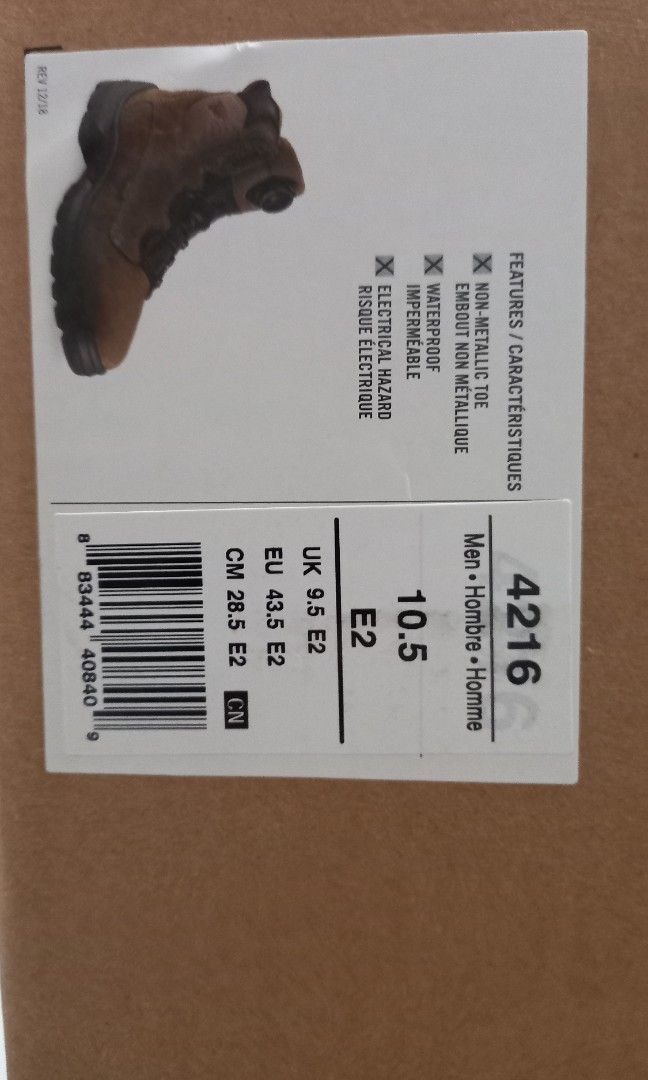 REV 12/18
FEATURES / CARACTÉRISTIQUES
NON-METALLIC TOE
EMBOUT NON MÉTALLIQUE
WATERPROOF
IMPERMÉABLE
ELECTRICAL HAZARD
RISQUE ÉLECTRIQUE
4216
Men • Hombre • Homme
10.5
E2
UK 9.5 E2
EU 43.5 E2
CM 28.5 E2 CN
8 83444 40840 9